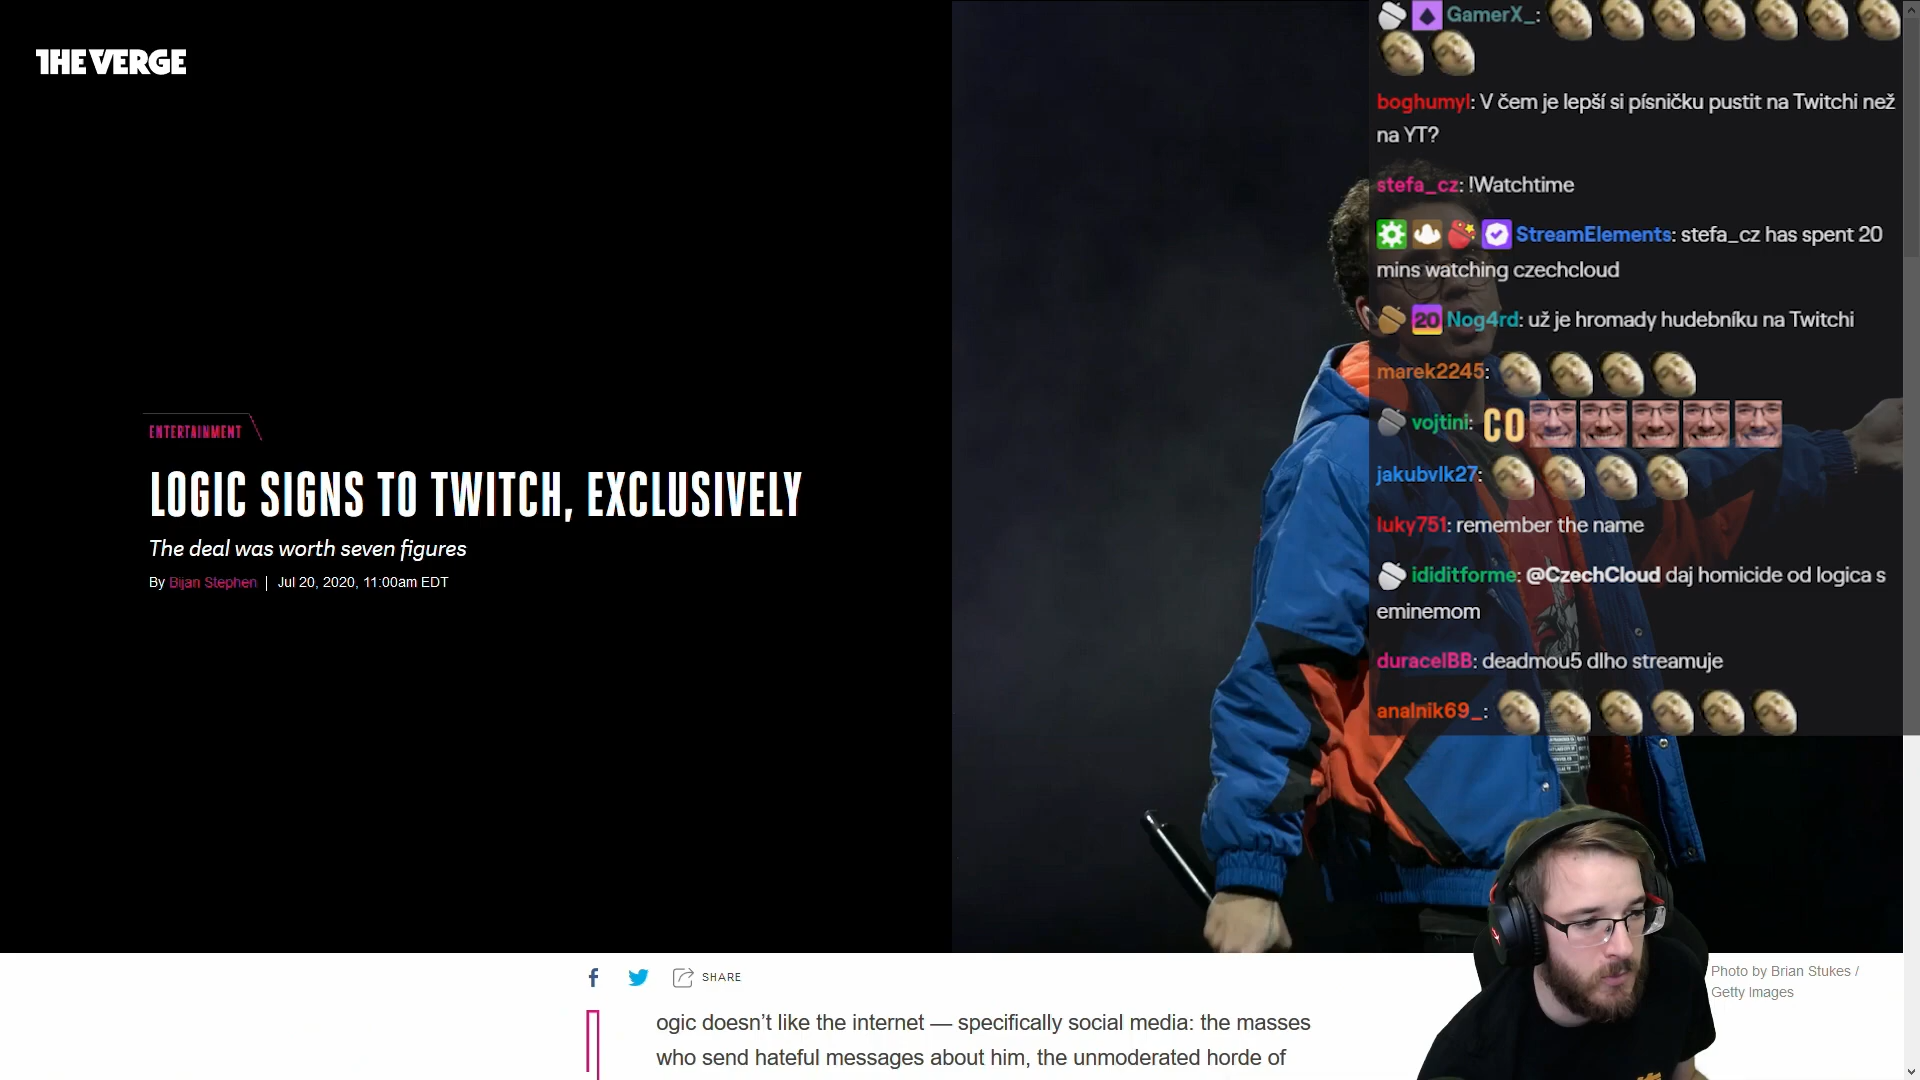 THE VERGE
ENTERTAINMENT
LOGIC SIGNS TO TWITCH, EXCLUSIVELY
The deal was worth seven figures
By Bijan Stephen | Jul 20, 2020, 11:00am EDT
GamerX_:
boghumyl: V čem je lepší si písničku pustit na Twitchi než
na YT?
stefa_cz: !Watchtime
StreamElements: stefa_cz has spent 20
mins watching czechcloud
20 Nog4rd: už je hromady hudebníku na Twitchi
marek2245:
vojtini: CO
jakubvlk27:
luky751: remember the name
ididitforme: @CzechCloud daj homicide od logica s
eminemom
duracelBB: deadmou5 dlho streamuje
analnik69_:
Photo by Brian Stukes /
Getty Images
SHARE
ogic doesn’t like the internet — specifically social media: the masses
who send hateful messages about him, the unmoderated horde of